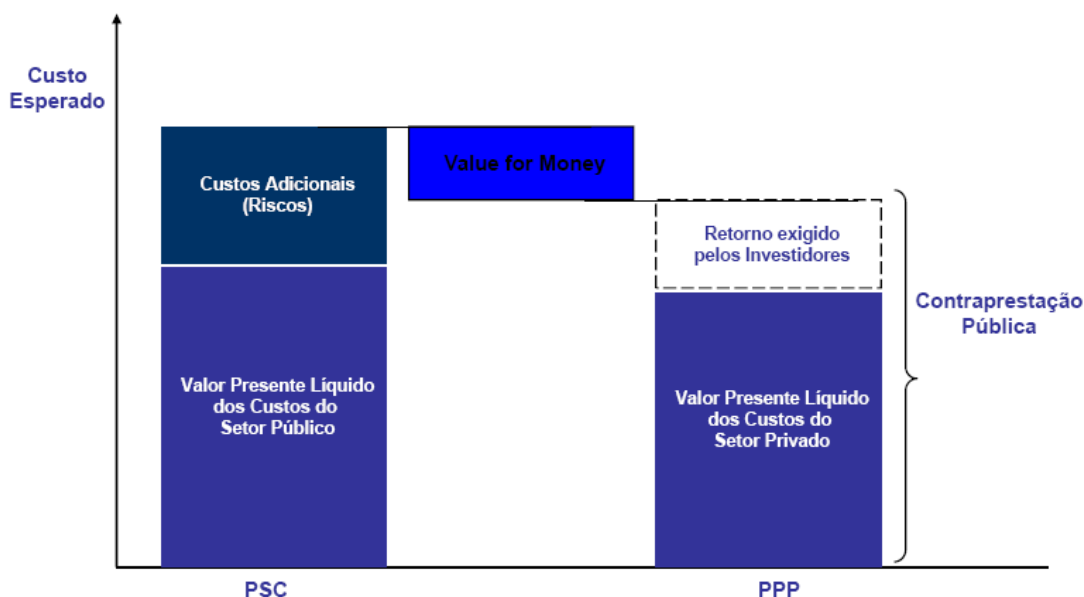 Custo
Esperado
Custos Adicionais
(Riscos)
Value for Money
Retorno exigido
pelos Investidores
Contraprestação
Pública
Valor Presente Líquido
dos Custos do
Setor Público
Valor Presente Líquido
dos Custos do
Setor Privado
PSC
PPP